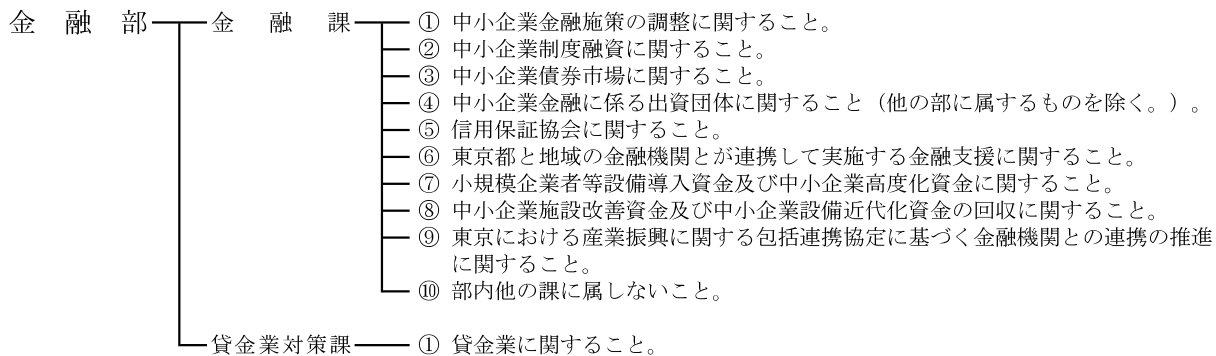 金融部 金融課 ① 中小企業金融施策の調整に関すること。
② 中小企業制度融資に関すること。
③ 中小企業債券市場に関すること。
④ 中小企業金融に係る出資団体に関すること（他の部に属するものを除く。）。
⑤ 信用保証協会に関すること。
⑥ 東京都と地域の金融機関とが連携して実施する金融支援に関すること。
⑦ 小規模企業者等設備導入資金及び中小企業高度化資金に関すること。
⑧ 中小企業施設改善資金及び中小企業設備近代化資金の回収に関すること。
⑨ 東京における産業振興に関する包括連携協定に基づく金融機関との連携の推進
に関すること。
⑩ 部内他の課に属しないこと。
貸金業対策課 ① 貸金業に関すること。